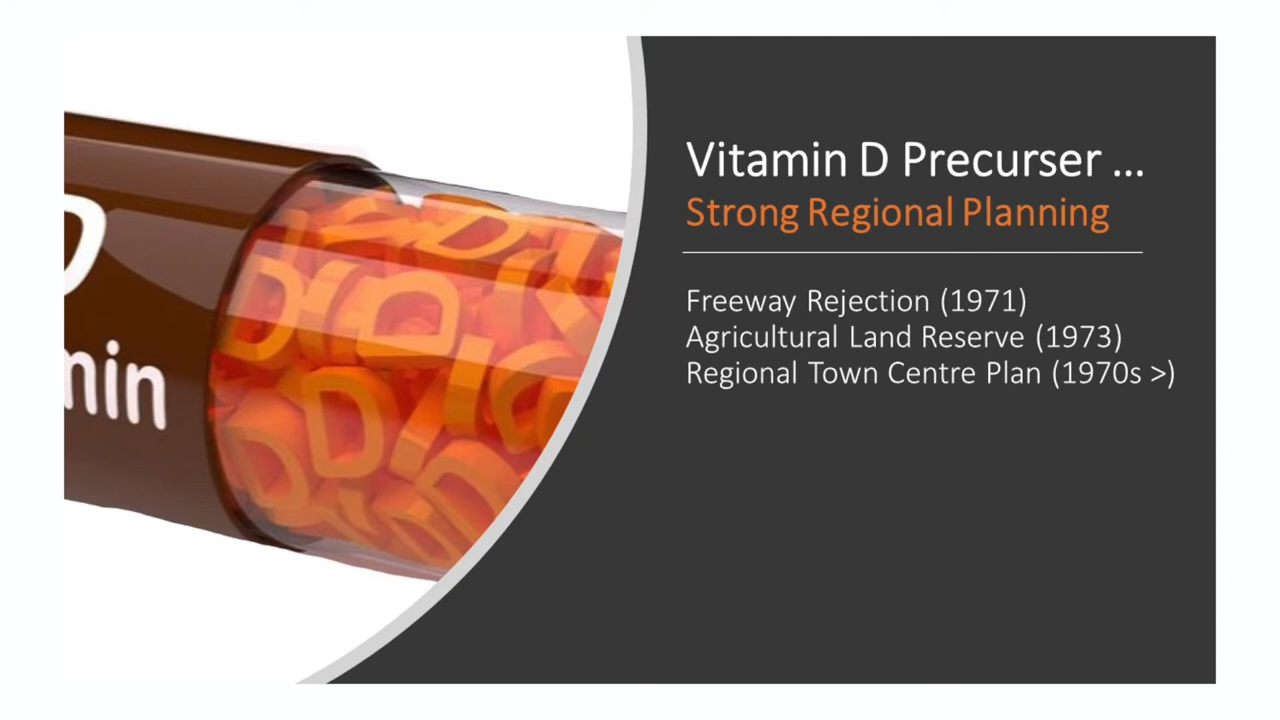 min
Vitamin D Precurser ...
Strong Regional Planning
Freeway Rejection (1971)
Agricultural Land Reserve (1973)
Regional Town Centre Plan (1970s >)